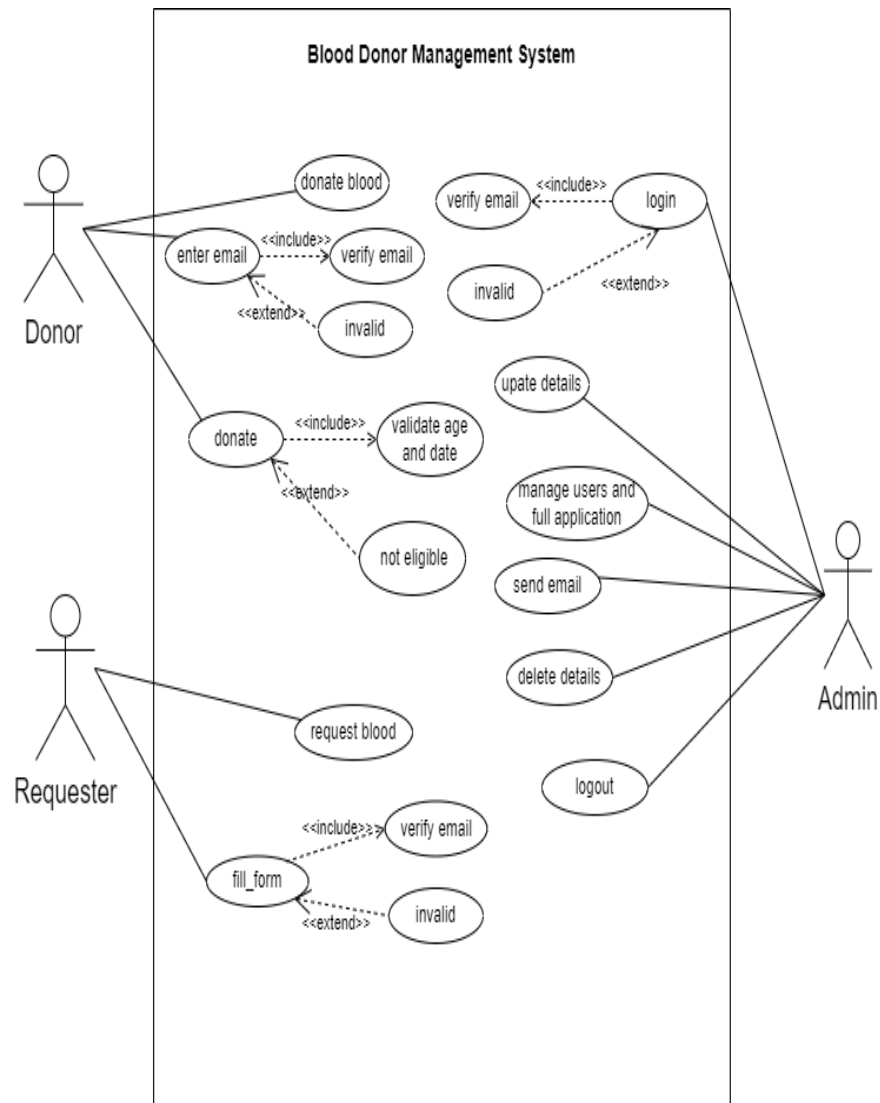 Blood Donor Management System
donate blood
verify email
<<include>>
login
enter email
<<include>>
verify email
invalid
<<extend>>
<<extend>>
invalid
Donor
upate details
donate
<<include>>
validate age
and date
<<extend>>
manage users and
full application
not eligible
send email
delete details
Admin
request blood
Requester
logout
<<include>>
verify email
fill_form
<<extend>>
invalid